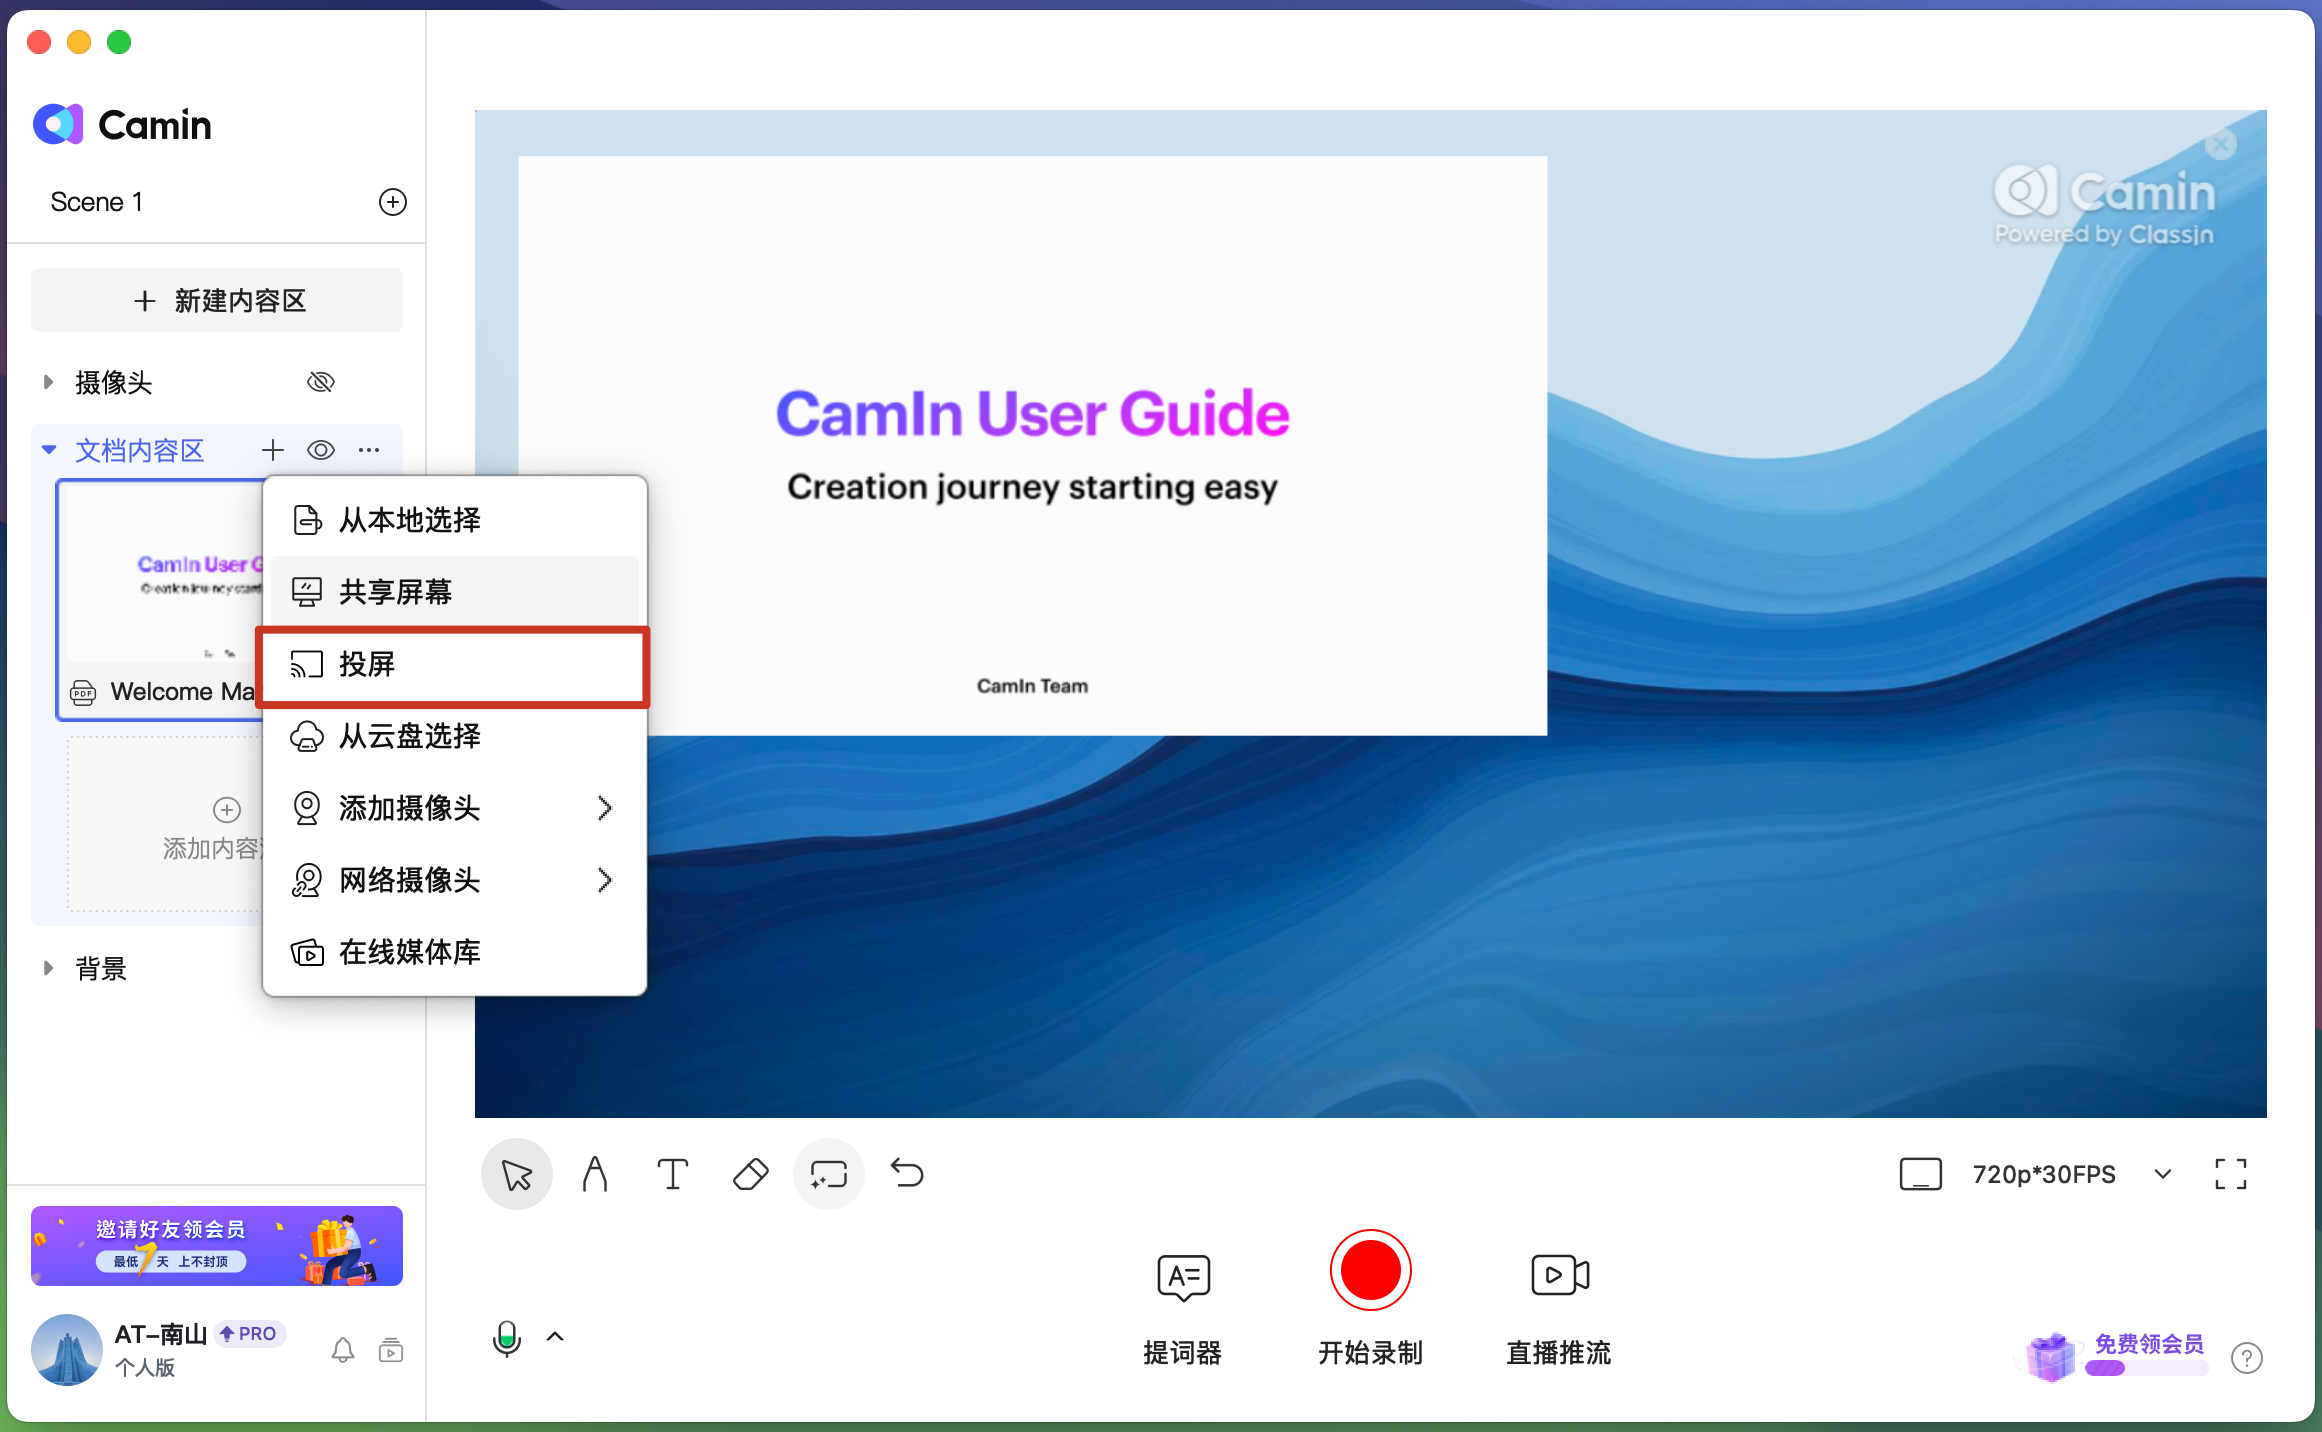 Camin
Scene 1
新建内容区
摄像头
文档内容区
CamIn User G
PDF
Welcome Ma
添加内容
背景
从本地选择
共享屏幕
投屏
从云盘选择
添加摄像头
网络摄像头
在线媒体库
CamIn User Guide
Creation journey starting easy
CamIn Team
Camin
Powered by ClassIn
720p*30FPS
提词器
开始录制
直播推流
邀请好友领会员
最低7天 上不封顶
AT-南山
PRO
个人版
免费领会员